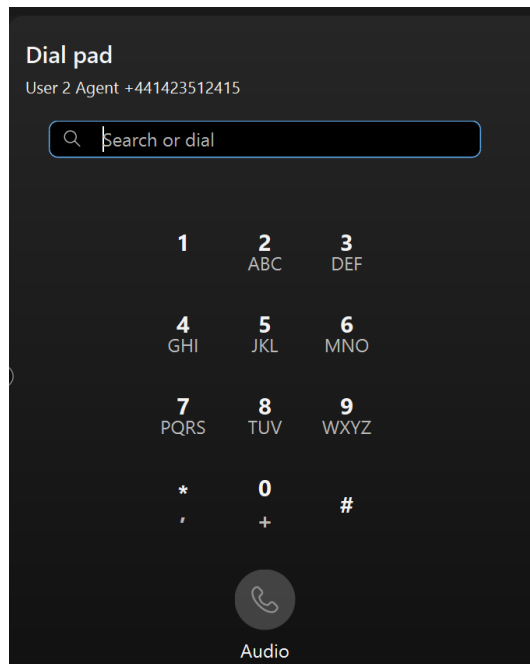 Dial pad
User 2 Agent +441423512415
Search or dial
1 2 3
ABC DEF
4 5 6
GHI JKL MNO
7 8 9
PQRS TUV WXYZ
* 0 #
, +
Audio